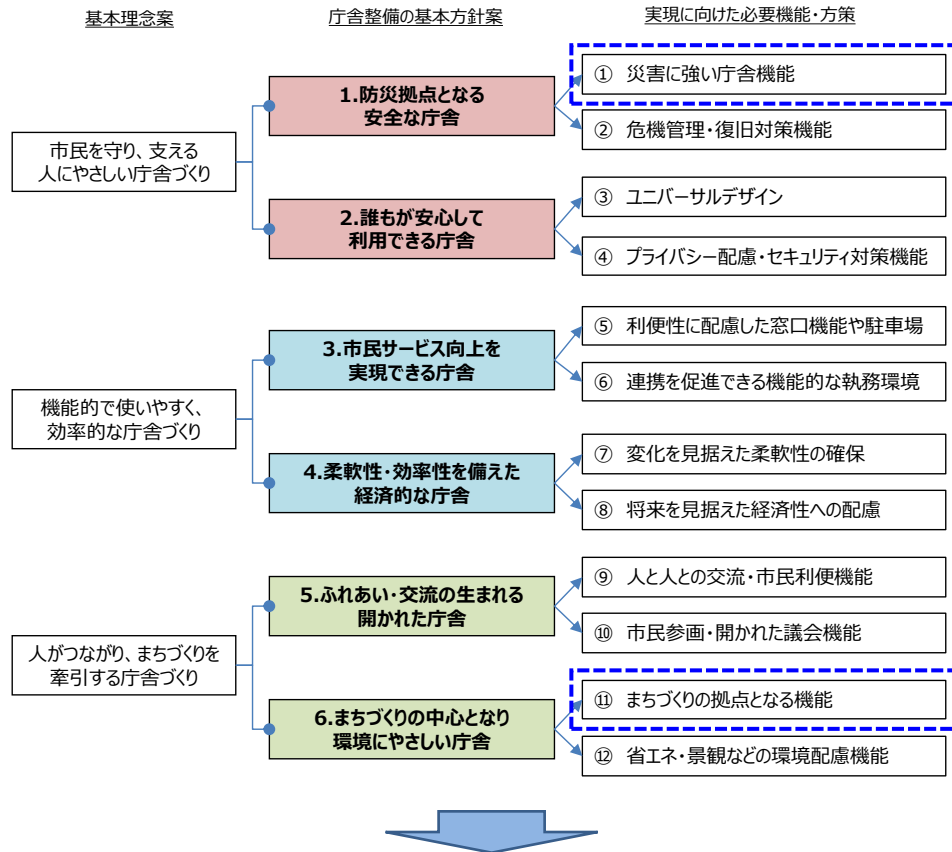 基本理念案
庁舎整備の基本方針案
実現に向けた必要機能・方策
市民を守り、支える
人にやさしい庁舎づくり
1.防災拠点となる
安全な庁舎
① 災害に強い庁舎機能
② 危機管理・復旧対策機能
2.誰もが安心して
利用できる庁舎
③ ユニバーサルデザイン
④ プライバシー配慮・セキュリティ対策機能
機能的で使いやすく、
効率的な庁舎づくり
3.市民サービス向上を
実現できる庁舎
⑤ 利便性に配慮した窓口機能や駐車場
⑥ 連携を促進できる機能的な執務環境
4.柔軟性・効率性を備えた
経済的な庁舎
⑦ 変化を見据えた柔軟性の確保
⑧ 将来を見据えた経済性への配慮
人がつながり、まちづくりを
牽引する庁舎づくり
5.ふれあい・交流の生まれる
開かれた庁舎
⑨ 人と人との交流・市民利便機能
⑩ 市民参画・開かれた議会機能
6.まちづくりの中心となり
環境にやさしい庁舎
⑪ まちづくりの拠点となる機能
⑫ 省エネ・景観などの環境配慮機能